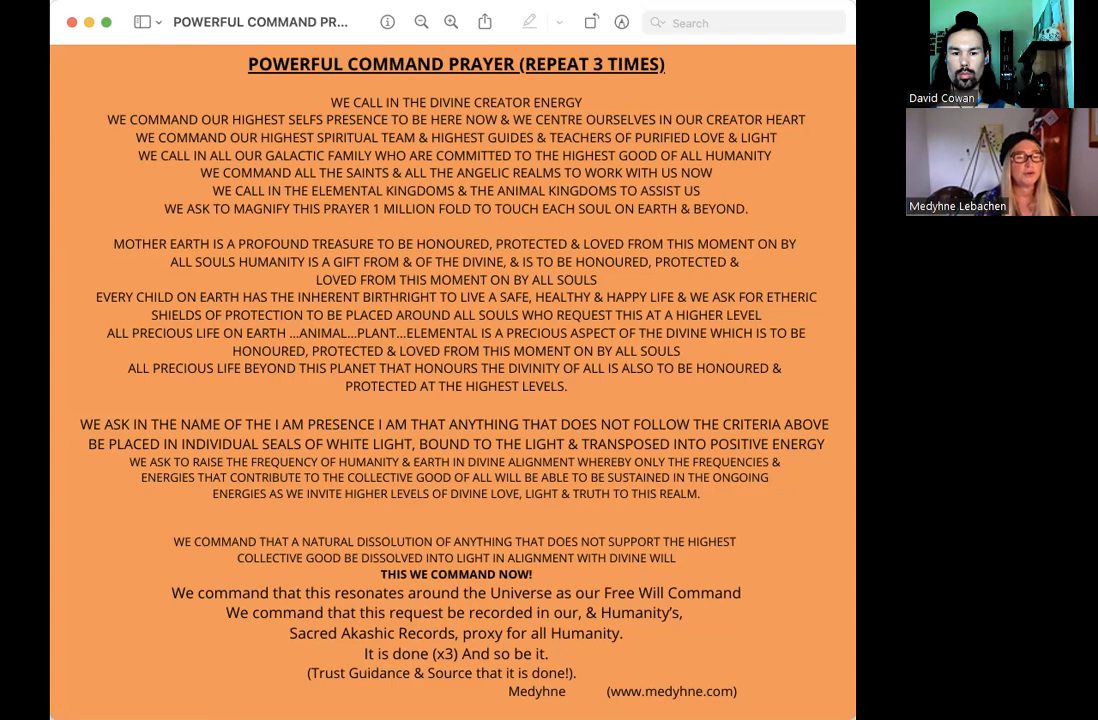 POWERFUL COMMAND PR...
Search
POWERFUL COMMAND PRAYER (REPEAT 3 TIMES)
WE CALL IN THE DIVINE CREATOR ENERGY
WE COMMAND OUR HIGHEST SELFS PRESENCE TO BE HERE NOW & WE CENTRE OURSELVES IN OUR CREATOR HEART
WE COMMAND OUR HIGHEST SPIRITUAL TEAM & HIGHEST GUIDES & TEACHERS OF PURIFIED LOVE & LIGHT
WE CALL IN ALL OUR GALACTIC FAMILY WHO ARE COMMITTED TO THE HIGHEST GOOD OF ALL HUMANITY
WE COMMAND ALL THE SAINTS & ALL THE ANGELIC REALMS TO WORK WITH US NOW
WE CALL IN THE ELEMENTAL KINGDOMS & THE ANIMAL KINGDOMS TO ASSIST US
WE ASK TO MAGNIFY THIS PRAYER 1 MILLION FOLD TO TOUCH EACH SOUL ON EARTH & BEYOND.
MOTHER EARTH IS A PROFOUND TREASURE TO BE HONOURED, PROTECTED & LOVED FROM THIS MOMENT ON BY
ALL SOULS HUMANITY IS A GIFT FROM & OF THE DIVINE, & IS TO BE HONOURED, PROTECTED &
LOVED FROM THIS MOMENT ON BY ALL SOULS
EVERY CHILD ON EARTH HAS THE INHERENT BIRTHRIGHT TO LIVE A SAFE, HEALTHY & HAPPY LIFE & WE ASK FOR ETHERIC
SHIELDS OF PROTECTION TO BE PLACED AROUND ALL SOULS WHO REQUEST THIS AT A HIGHER LEVEL
ALL PRECIOUS LIFE ON EARTH ...ANIMAL...PLANT...ELEMENTAL IS A PRECIOUS ASPECT OF THE DIVINE WHICH IS TO BE
HONOURED, PROTECTED & LOVED FROM THIS MOMENT ON BY ALL SOULS
ALL PRECIOUS LIFE BEYOND THIS PLANET THAT HONOURS THE DIVINITY OF ALL IS ALSO TO BE HONOURED &
PROTECTED AT THE HIGHEST LEVELS.
WE ASK IN THE NAME OF THE I AM PRESENCE I AM THAT ANYTHING THAT DOES NOT FOLLOW THE CRITERIA ABOVE
BE PLACED IN INDIVIDUAL SEALS OF WHITE LIGHT, BOUND TO THE LIGHT & TRANSPOSED INTO POSITIVE ENERGY
WE ASK TO RAISE THE FREQUENCY OF HUMANITY & EARTH IN DIVINE ALIGNMENT WHEREBY ONLY THE FREQUENCIES &
ENERGIES THAT CONTRIBUTE TO THE COLLECTIVE GOOD OF ALL WILL BE ABLE TO BE SUSTAINED IN THE ONGOING
ENERGIES AS WE INVITE HIGHER LEVELS OF DIVINE LOVE, LIGHT & TRUTH TO THIS REALM.
WE COMMAND THAT A NATURAL DISSOLUTION OF ANYTHING THAT DOES NOT SUPPORT THE HIGHEST
COLLECTIVE GOOD BE DISSOLVED INTO LIGHT IN ALIGNMENT WITH DIVINE WILL
THIS WE COMMAND NOW!
We command that this resonates around the Universe as our Free Will Command
We command that this request be recorded in our, & Humanity's,
Sacred Akashic Records, proxy for all Humanity.
It is done (x3) And so be it.
(Trust Guidance & Source that it is done!).
Medyhne (www.medyhne.com)
David Cowan
Medyhne Lebachen